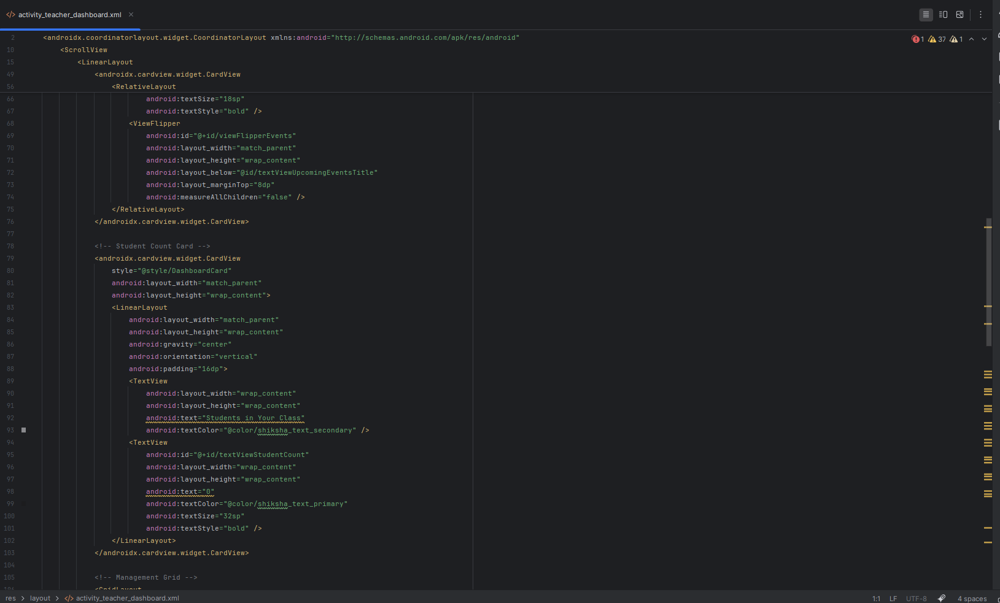 activity_teacher_dashboard.xml
2 <androidx.coordinatorlayout.widget.CoordinatorLayout xmlns:android="http://schemas.android.com/apk/res/android"
1 37 1
10 <ScrollView
15 <LinearLayout
49 <androidx.cardview.widget.CardView
56 <RelativeLayout
66 android:textSize="18sp"
67 android:textStyle="bold" />
68 <ViewFlipper
69 android:id="@+id/viewFlipperEvents"
70 android:layout_width="match_parent"
71 android:layout_height="wrap_content"
72 android:layout_below="@id/textViewUpcomingEventsTitle"
73 android:layout_marginTop="8dp"
74 android:measureAllChildren="false" />
75 </RelativeLayout>
76 </androidx.cardview.widget.CardView>
77
78 <!-- Student Count Card -->
79 <androidx.cardview.widget.CardView
80 style="@style/DashboardCard"
81 android:layout_width="match_parent"
82 android:layout_height="wrap_content">
83 <LinearLayout
84 android:layout_width="match_parent"
85 android:layout_height="wrap_content"
86 android:gravity="center"
87 android:orientation="vertical"
88 android:padding="16dp">
89 <TextView
90 android:layout_width="wrap_content"
91 android:layout_height="wrap_content"
92 android:text="Students in Your Class"
93 android:textColor="@color/shiksha_text_secondary" />
94 <TextView
95 android:id="@+id/textViewStudentCount"
96 android:layout_width="wrap_content"
97 android:layout_height="wrap_content"
98 android:text="0"
99 android:textColor="@color/shiksha_text_primary"
100 android:textSize="32sp"
101 android:textStyle="bold" />
102 </LinearLayout>
103 </androidx.cardview.widget.CardView>
104
105 <!-- Management Grid -->
106 <GridLayout
res > layout > activity_teacher_dashboard.xml
1:1 LF UTF-8 4 spaces